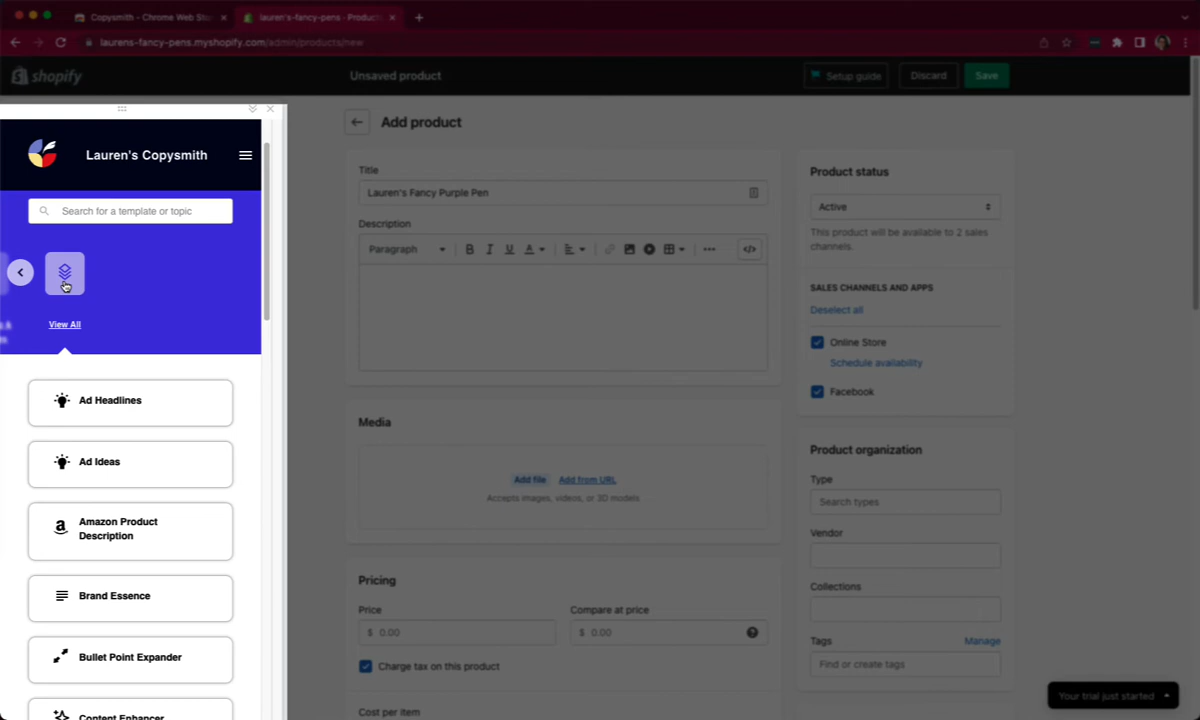 Copysmith - Chrome Web Sto
lauren's-fancy-pens - Product
laurens-fancy-pens.myshopify.com/admin/products/new
shopify
Unsaved product
Setup guide
Discard
Save
Lauren's Copysmith
Search for a template or topic
View All
Ad Headlines
Ad Ideas
Amazon Product
Description
Brand Essence
Bullet Point Expander
Content Enhancer
Add product
Title
Lauren's Fancy Purple Pen
Description
Paragraph
B I U A
Media
Add file Add from URL
Accepts images, videos, or 3D models
Pricing
Price
Compare at price
$ 0.00
$ 0.00
Charge tax on this product
Cost per item
Product status
Active
This product will be available to 2 sales
channels.
SALES CHANNELS AND APPS
Deselect all
Online Store
Schedule availability
Facebook
Product organization
Type
Search types
Vendor
Collections
Tags
Manage
Find or create tags
Your trial just started